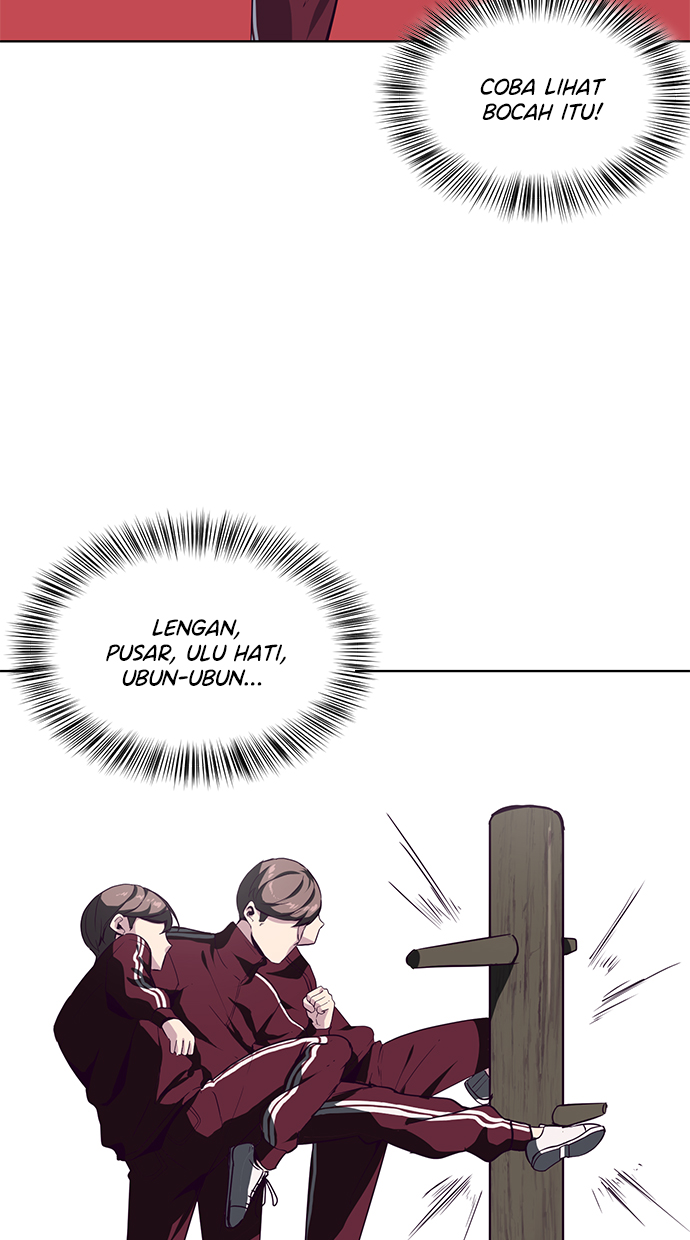 COBA LIHAT
BOCAH ITU!
LENGAN,
PUSAR, ULU HATI,
UBUN-UBUN...